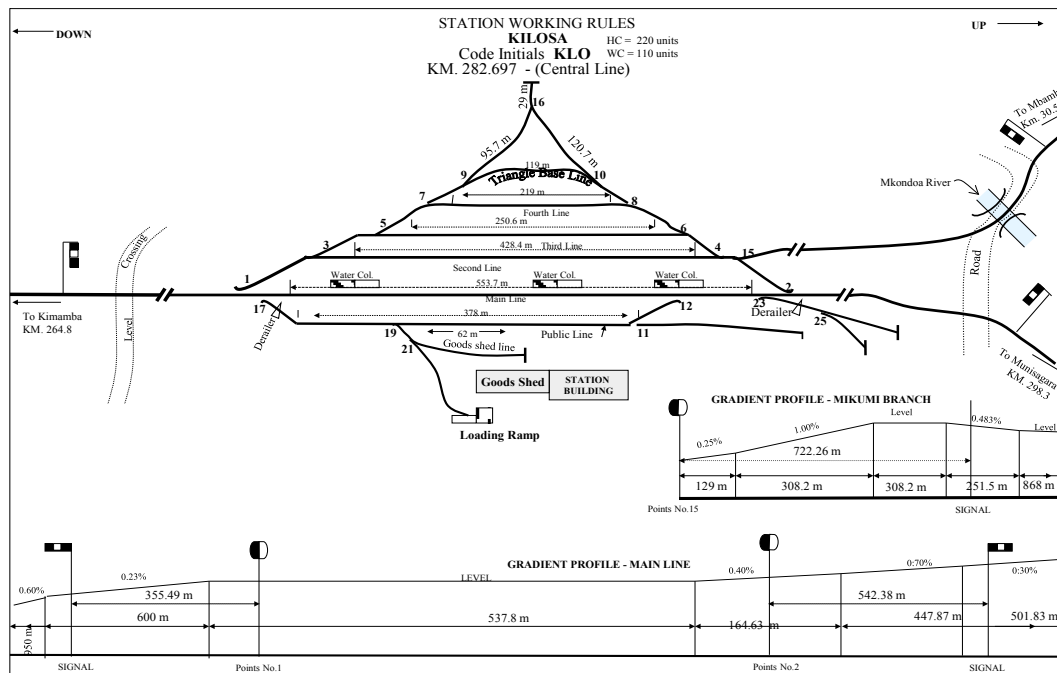 STATION WORKING RULES
DOWN
UP
KILOSA
HC = 220 units
Code Initials KLO
WC = 110 units
KM. 282.697 - (Central Line)
29 m
16
To Mbamb
Km. 30.5
95.7 m
120.7 m
119 m
9
Triangle Base Line
10
219 m
Mkondoa River
7
8
Fourth Line
250.6 m
5
6
3
428.4 m
Third Line
4
15
Crossing
Road
Second Line
1
Water Col.
Water Col.
Water Col.
553.7 m
2
To Kimamba
KM. 264.8
17
Main Line
12
23
378 m
Derailer
Derailer
25
Level
19
62 m
Public Line
11
21
Goods shed line
To Munisagara
KM. 298.3
Goods Shed
STATION
BUILDING
Loading Ramp
GRADIENT PROFILE - MIKUMI BRANCH
Level
0.25%
1.00%
0.483%
Level
722.26 m
129 m
308.2 m
308.2 m
251.5 m
868 m
Points No.15
SIGNAL
GRADIENT PROFILE - MAIN LINE
0.60%
0.23%
LEVEL
0.40%
0:70%
0:30%
355.49 m
542.38 m
950 m
600 m
537.8 m
164.63 m
447.87 m
501.83 m
SIGNAL
Points No.1
Points No.2
SIGNAL